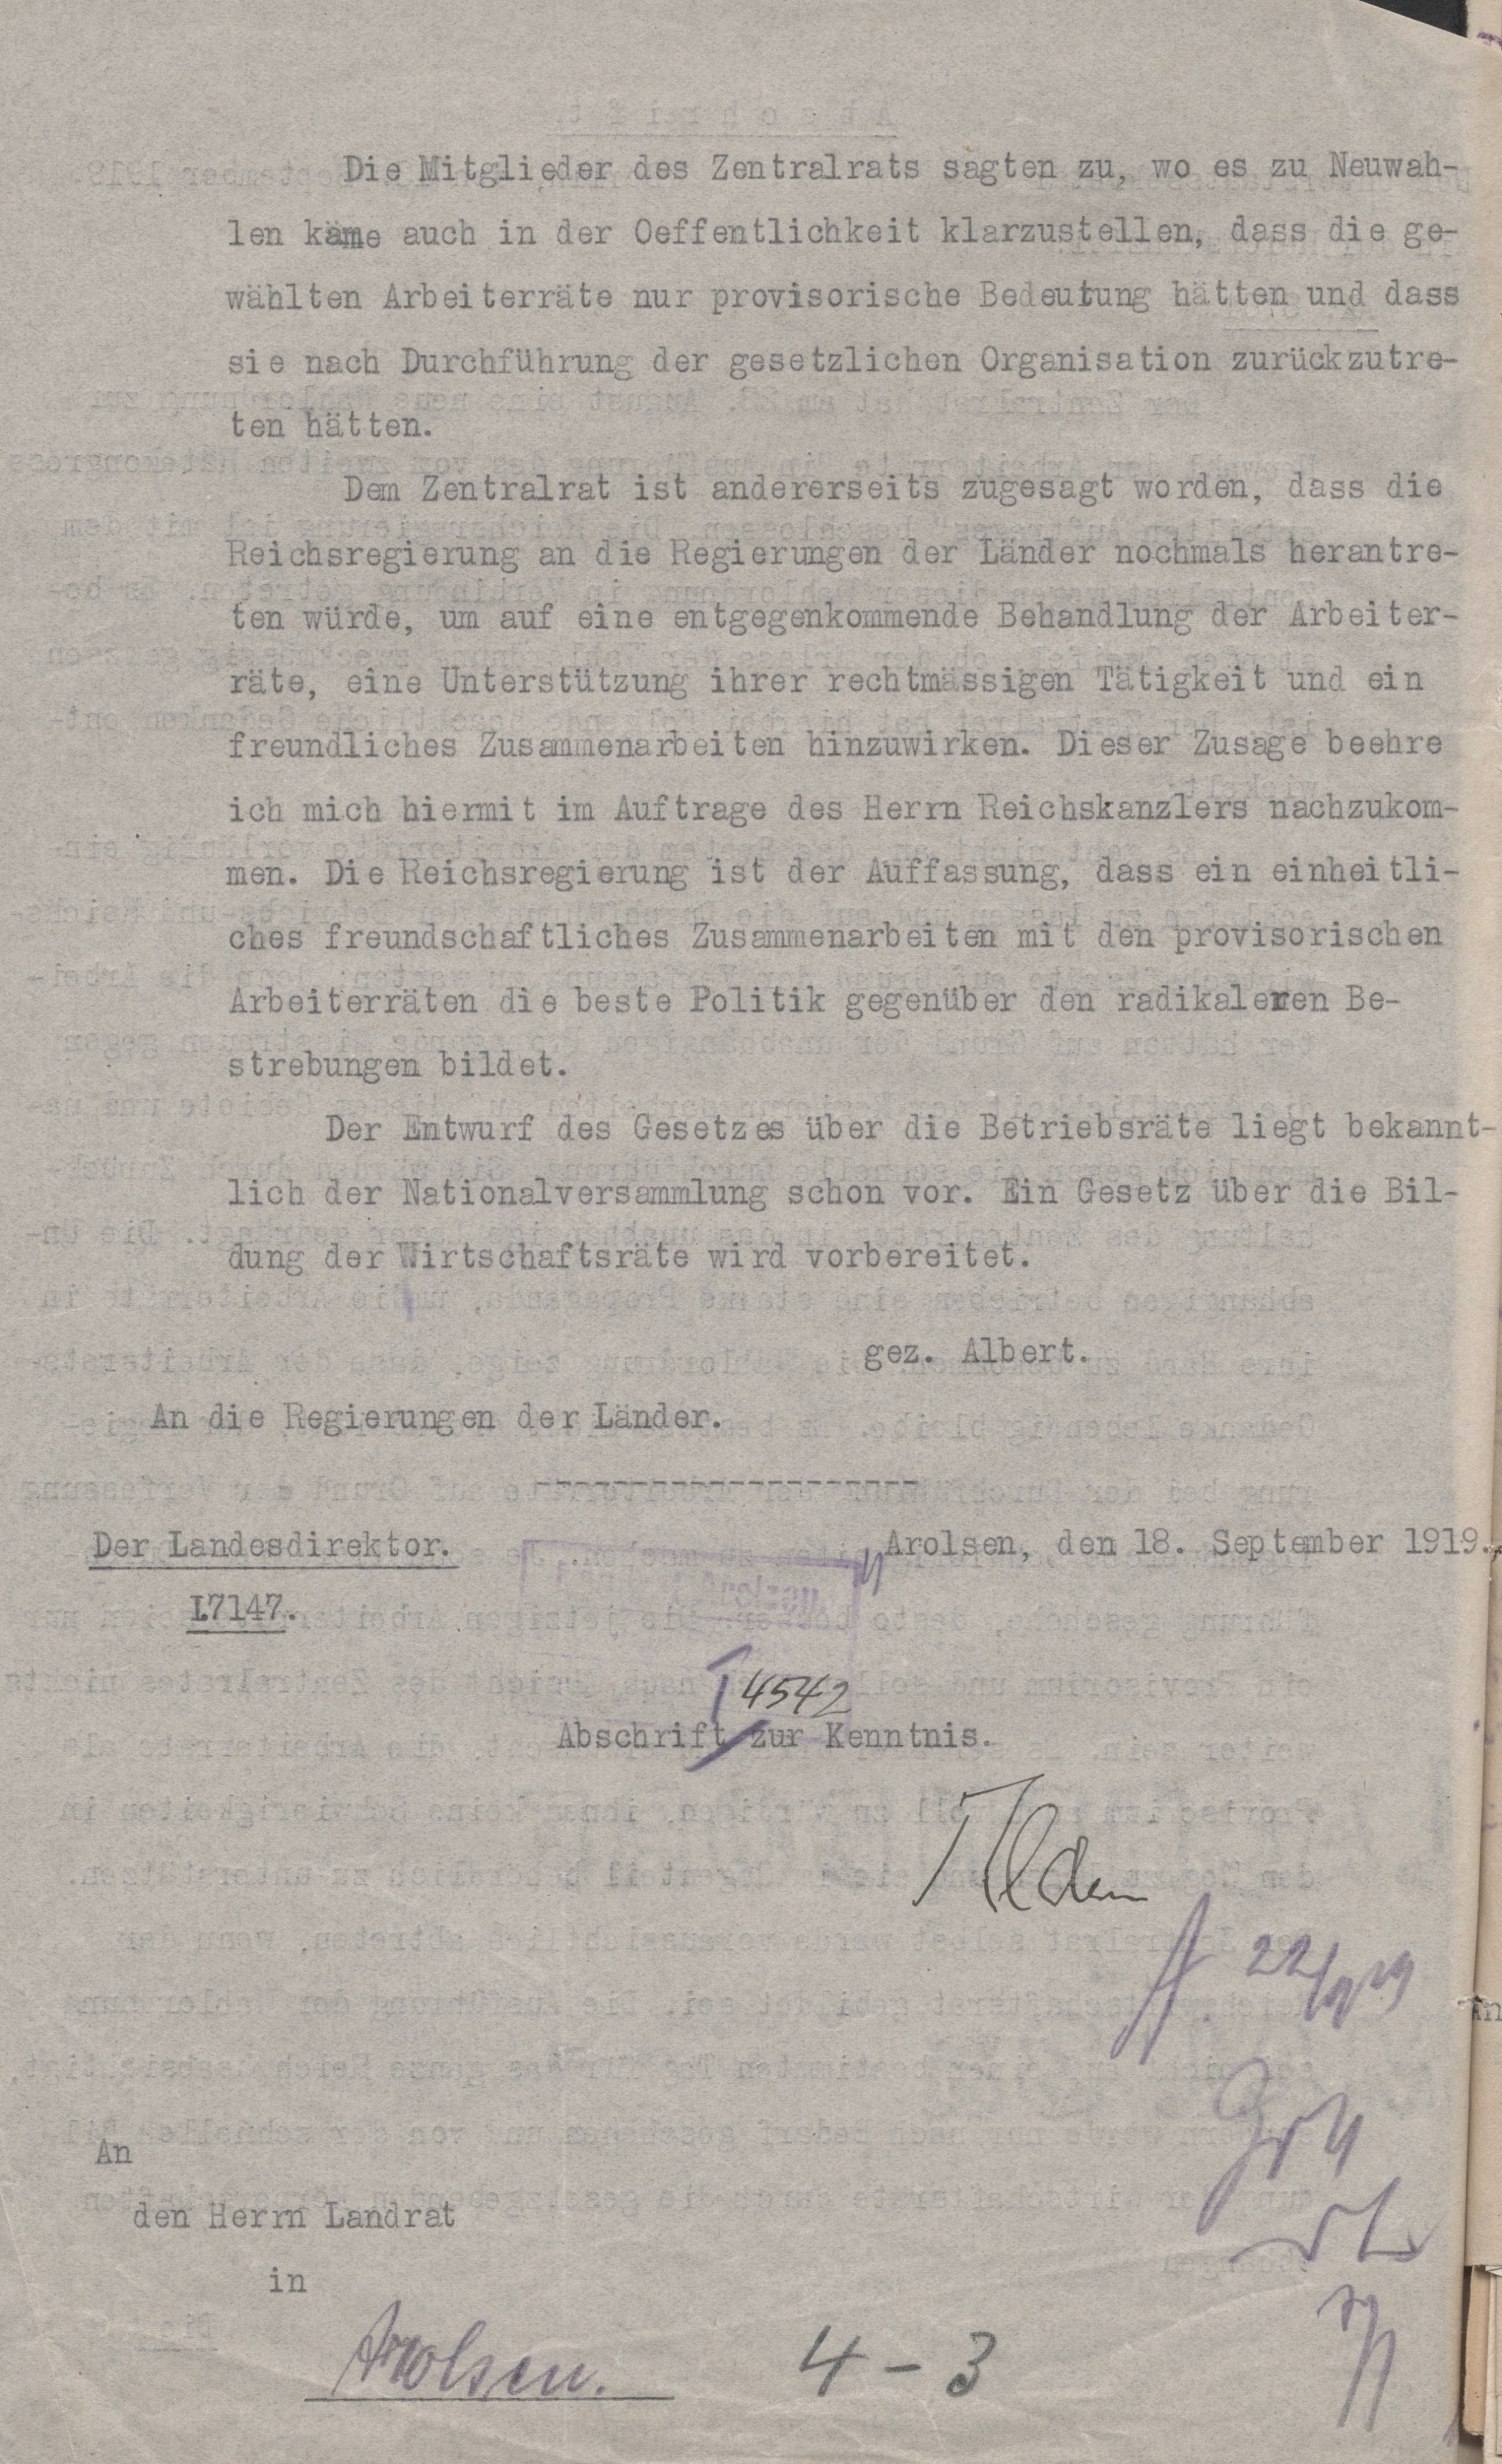 Die Mitglieder des Zentralrats sagten zu, wo es zu Neuwah-
len käme auch in der Oeffentlichkeit klarzustellen, dass die ge-
wählten Arbeiterräte nur provisorische Bedeutung hätten und dass
sie nach Durchführung der gesetzlichen Organisation zurückzutre-
ten hätten.
Dem Zentralrat ist andererseits zugesagt worden, dass die
Reichsregierung an die Regierungen der Länder nochmals herantre-
ten würde, um auf eine entgegenkommende Behandlung der Arbeiter-
räte, eine Unterstützung ihrer rechtmässigen Tätigkeit und ein
freundliches Zusammenarbeiten hinzuwirken. Dieser Zusage beehre
ich mich hiermit im Auftrage des Herrn Reichskanzlers nachzukom-
men. Die Reichsregierung ist der Auffassung, dass ein einheitli-
ches freundschaftliches Zusammenarbeiten mit den provisorischen
Arbeiterräten die beste Politik gegenüber den radikaleren Be-
strebungen bildet.
Der Entwurf des Gesetzes über die Betriebsräte liegt bekannt-
lich der Nationalversammlung schon vor. Ein Gesetz über die Bil-
dung der Wirtschaftsräte wird vorbereitet.
gez. Albert.
An die Regierungen der Länder.
--------------------
Der Landesdirektor. Arolsen, den 18. September 1919.
I.7147.
I 4542
Abschrift zur Kenntnis.
22/9 19
An
den Herrn Landrat
in
Arolsen. 4 - 3